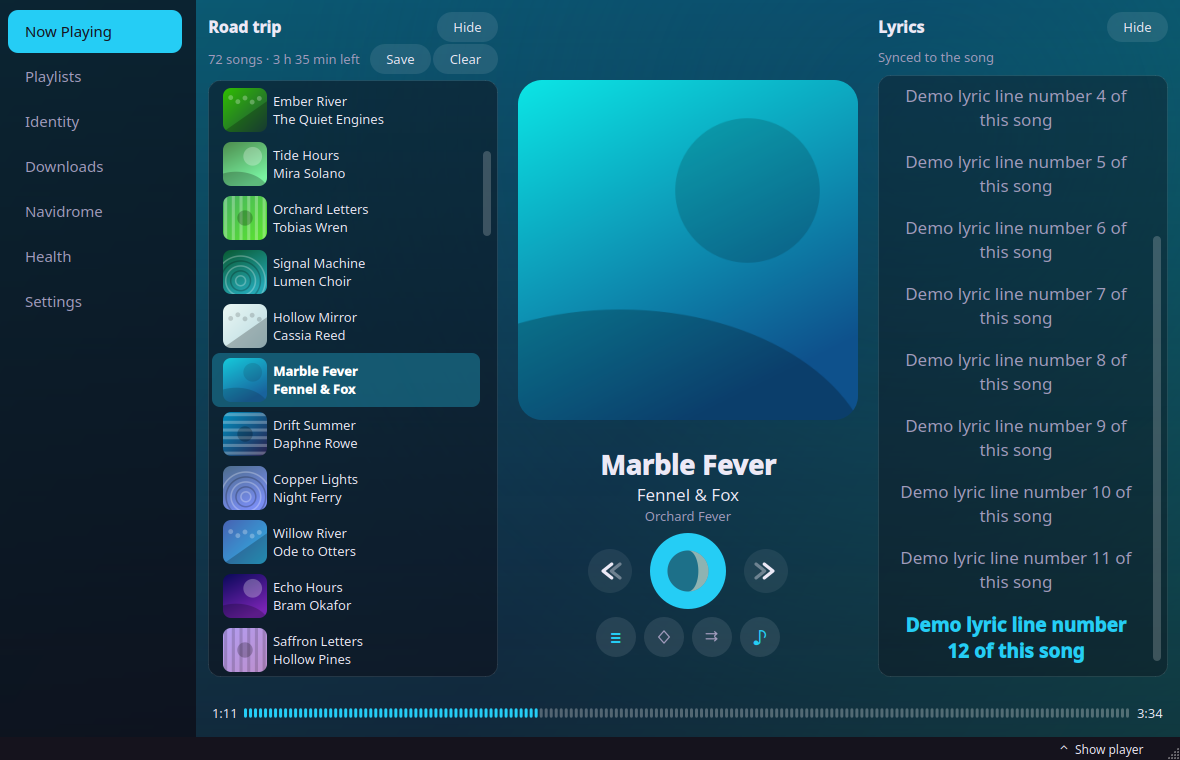 Now Playing
Playlists
Identity
Downloads
Navidrome
Health
Settings
Road trip
Hide
72 songs · 3 h 35 min left
Save
Clear
Ember River
The Quiet Engines
Tide Hours
Mira Solano
Orchard Letters
Tobias Wren
Signal Machine
Lumen Choir
Hollow Mirror
Cassia Reed
Marble Fever
Fennel & Fox
Drift Summer
Daphne Rowe
Copper Lights
Night Ferry
Willow River
Ode to Otters
Echo Hours
Bram Okafor
Saffron Letters
Hollow Pines
Marble Fever
Fennel & Fox
Orchard Fever
Lyrics
Hide
Synced to the song
Demo lyric line number 4 of
this song
Demo lyric line number 5 of
this song
Demo lyric line number 6 of
this song
Demo lyric line number 7 of
this song
Demo lyric line number 8 of
this song
Demo lyric line number 9 of
this song
Demo lyric line number 10 of
this song
Demo lyric line number 11 of
this song
Demo lyric line number
12 of this song
1:11
3:34
Show player